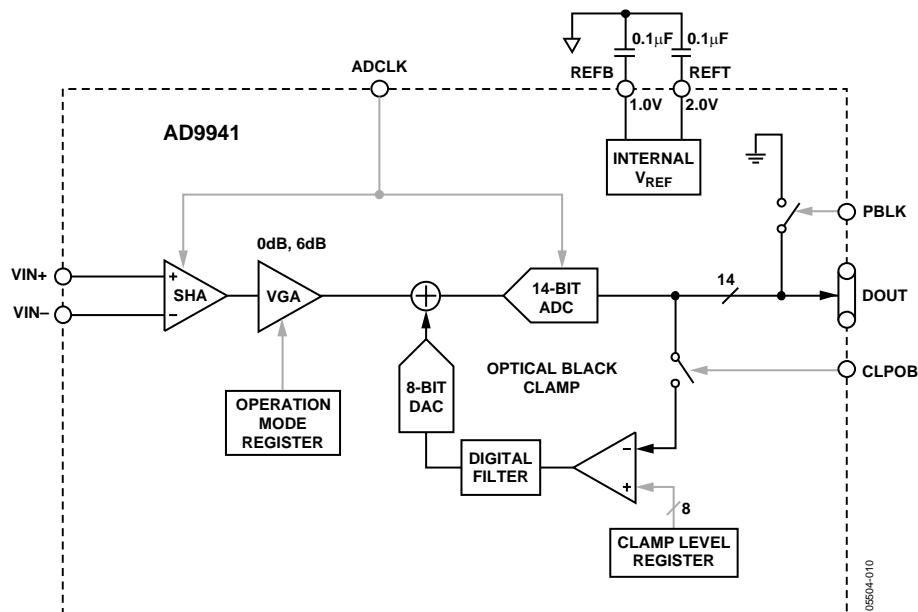 0.1μF 0.1μF
ADCLK
REFB REFT
1.0V 2.0V
AD9941
INTERNAL
VREF
PBLK
0dB, 6dB
VIN+
+
SHA
–
VIN–
VGA
+
14-BIT
ADC
14
DOUT
CLPOB
OPTICAL BLACK
CLAMP
8-BIT
DAC
OPERATION
MODE
REGISTER
DIGITAL
FILTER
–
+
8
CLAMP LEVEL
REGISTER
05504-010